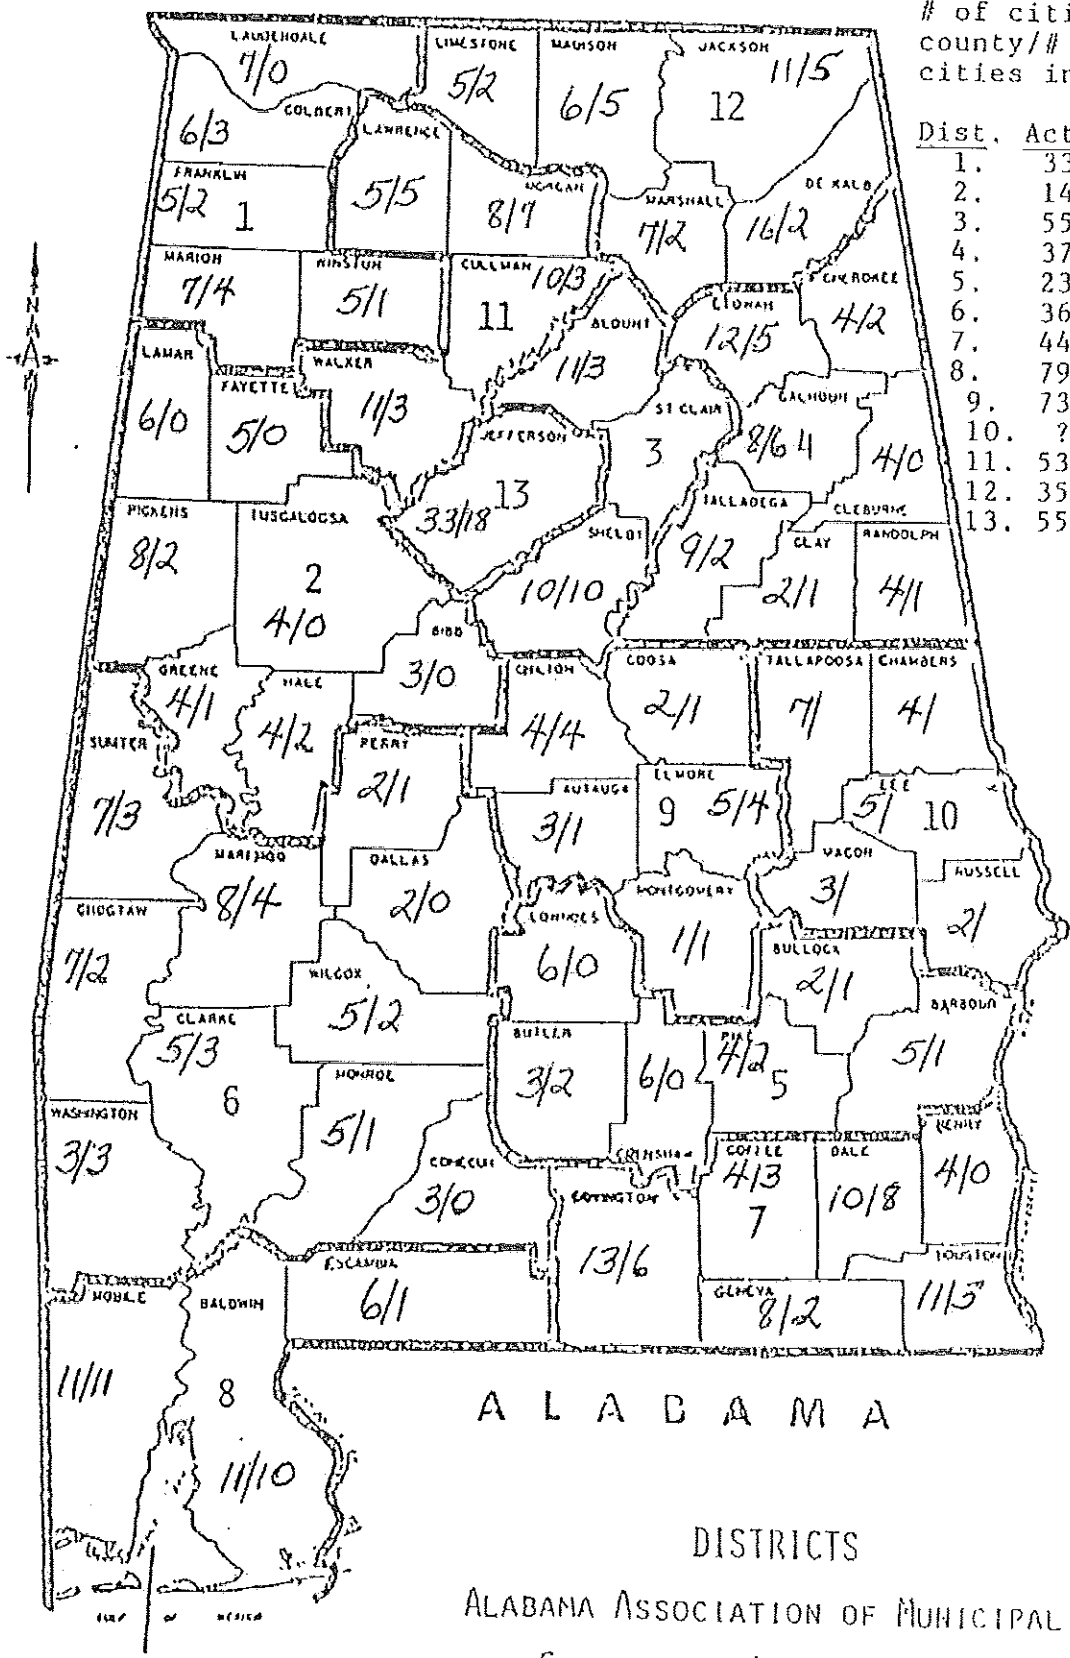 # of citi
county/#
cities in
Dist. Act
1. 33
2. 14
3. 55
4. 37
5. 23
6. 36
7. 44
8. 79
9. 73
10. ?
11. 53
12. 35
13. 55
LAUDERDALE
7/0
LIMESTONE
5/2
MADISON
6/5
JACKSON
11/5
12
COLBERT
6/3
LAWRENCE
5/5
FRANKLIN
5/2
1
MORGAN
8/7
MARSHALL
7/2
DE KALB
16/2
MARION
7/4
WINSTON
5/1
CULLMAN
10/3
11
BLOUNT
11/3
ETOWAH
12/5
CHEROKEE
4/2
LAMAR
6/0
FAYETTE
5/0
WALKER
11/3
JEFFERSON
13
33/18
ST CLAIR
3
CALHOUN
8/6
4
4/0
CLEBURNE
PICKENS
8/2
TUSCALOOSA
2
4/0
SHELBY
10/10
TALLADEGA
9/2
CLAY
2/1
RANDOLPH
4/1
GREENE
4/1
HALE
4/2
BIBB
3/0
CHILTON
4/4
COOSA
2/1
TALLAPOOSA
7/
CHAMBERS
4/
SUMTER
7/3
PERRY
2/1
AUTAUGA
3/1
ELMORE
9
5/4
LEE
5/
10
MARENGO
8/4
DALLAS
2/0
LOWNDES
6/0
MONTGOMERY
1/1
MACON
3/
RUSSELL
2/
CHOCTAW
7/2
WILCOX
5/2
BULLOCK
2/1
BARBOUR
5/1
CLARKE
5/3
6
BUTLER
3/2
6/0
CRENSHAW
PIKE
4/2
5
WASHINGTON
3/3
MONROE
5/1
CONECUH
3/0
COVINGTON
13/6
COFFEE
4/3
7
DALE
10/8
HENRY
4/0
MOBILE
11/11
BALDWIN
8
11/10
ESCAMBIA
6/1
GENEVA
8/2
HOUSTON
11/5
N
GULF OF MEXICO
A L A B A M A
DISTRICTS
ALABAMA ASSOCIATION OF MUNICIPAL